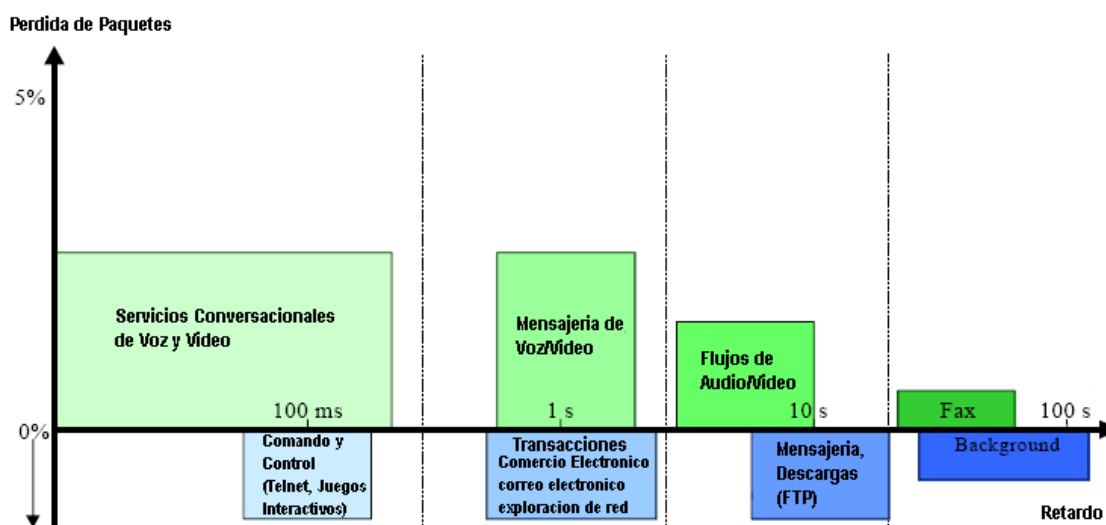 Perdida de Paquetes
5%
Servicios Conversacionales
de Voz y Video
Mensajeria de
Voz/Video
Flujos de
Audio/Video
100 ms
1 s
10 s
Fax
100 s
0%
Comando y
Control
(Telnet, Juegos
Interactivos)
Transacciones
Comercio Electronico
correo electronico
exploracion de red
Mensajeria,
Descargas
(FTP)
Background
Retardo